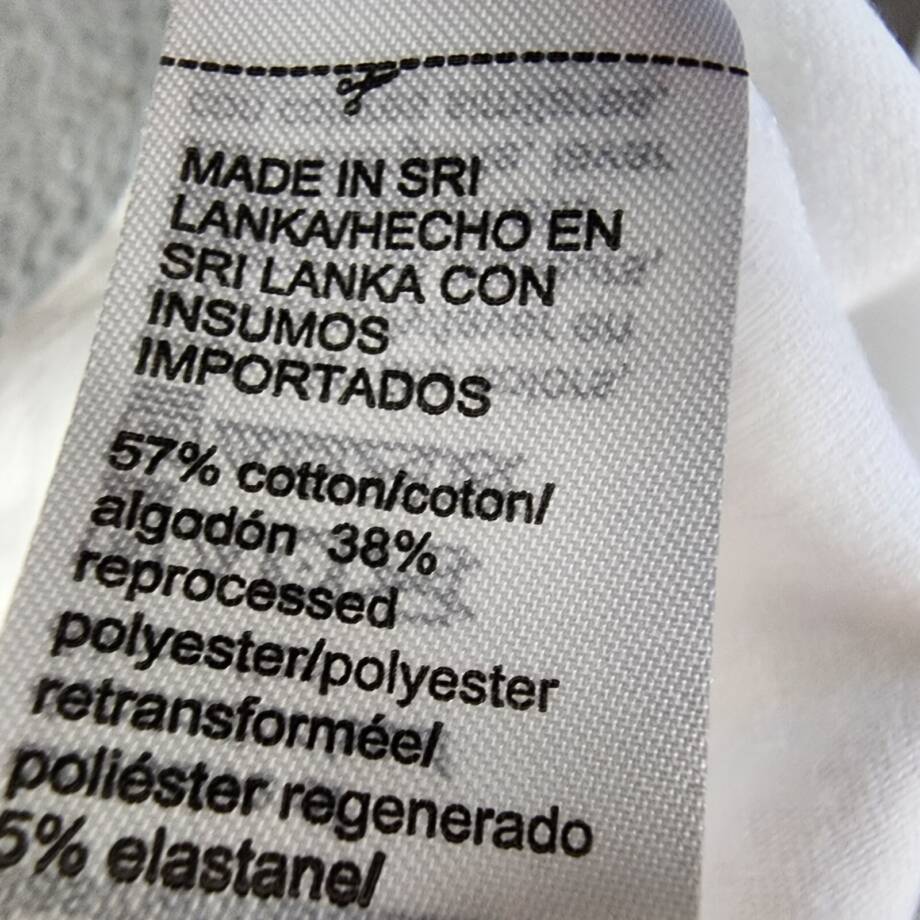 MADE IN SRI
LANKA/HECHO EN
SRI LANKA CON
INSUMOS
IMPORTADOS
57% cotton/coton/
algodón 38%
reprocessed
polyester/polyester
retransformée/
poliéster regenerado
5% elastane/